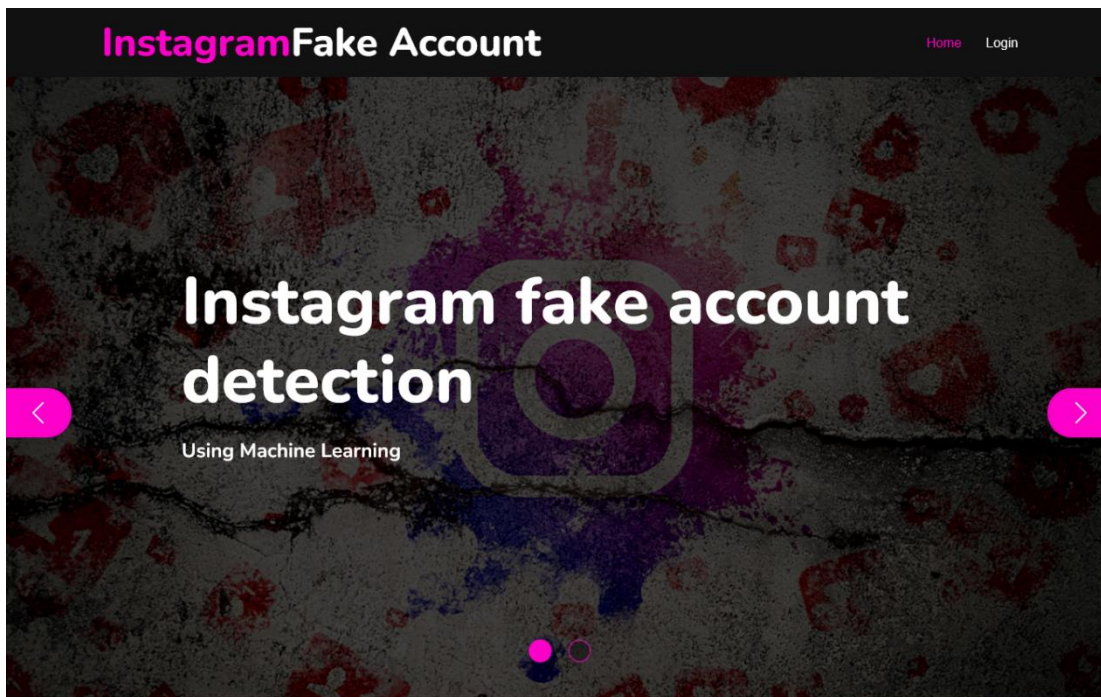 InstagramFake Account
Home Login
Instagram fake account
detection
Using Machine Learning